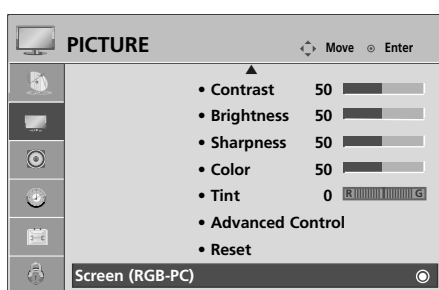 PICTURE Move Enter
• Contrast 50
• Brightness 50
• Sharpness 50
• Color 50
• Tint 0 R G
• Advanced Control
• Reset
Screen (RGB-PC)